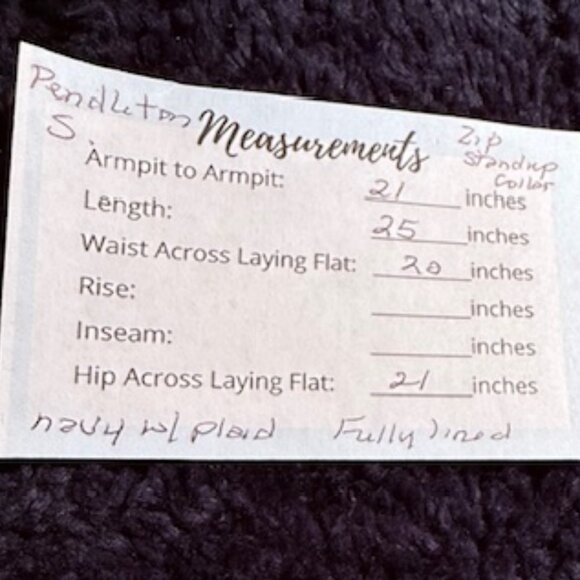 Pendleton
S
Measurements
Zip
Standup
Collar
Armpit to Armpit: 21 inches
Length: 25 inches
Waist Across Laying Flat: 20 inches
Rise: inches
Inseam: inches
Hip Across Laying Flat: 21 inches
navy w/ plaid Fully lined